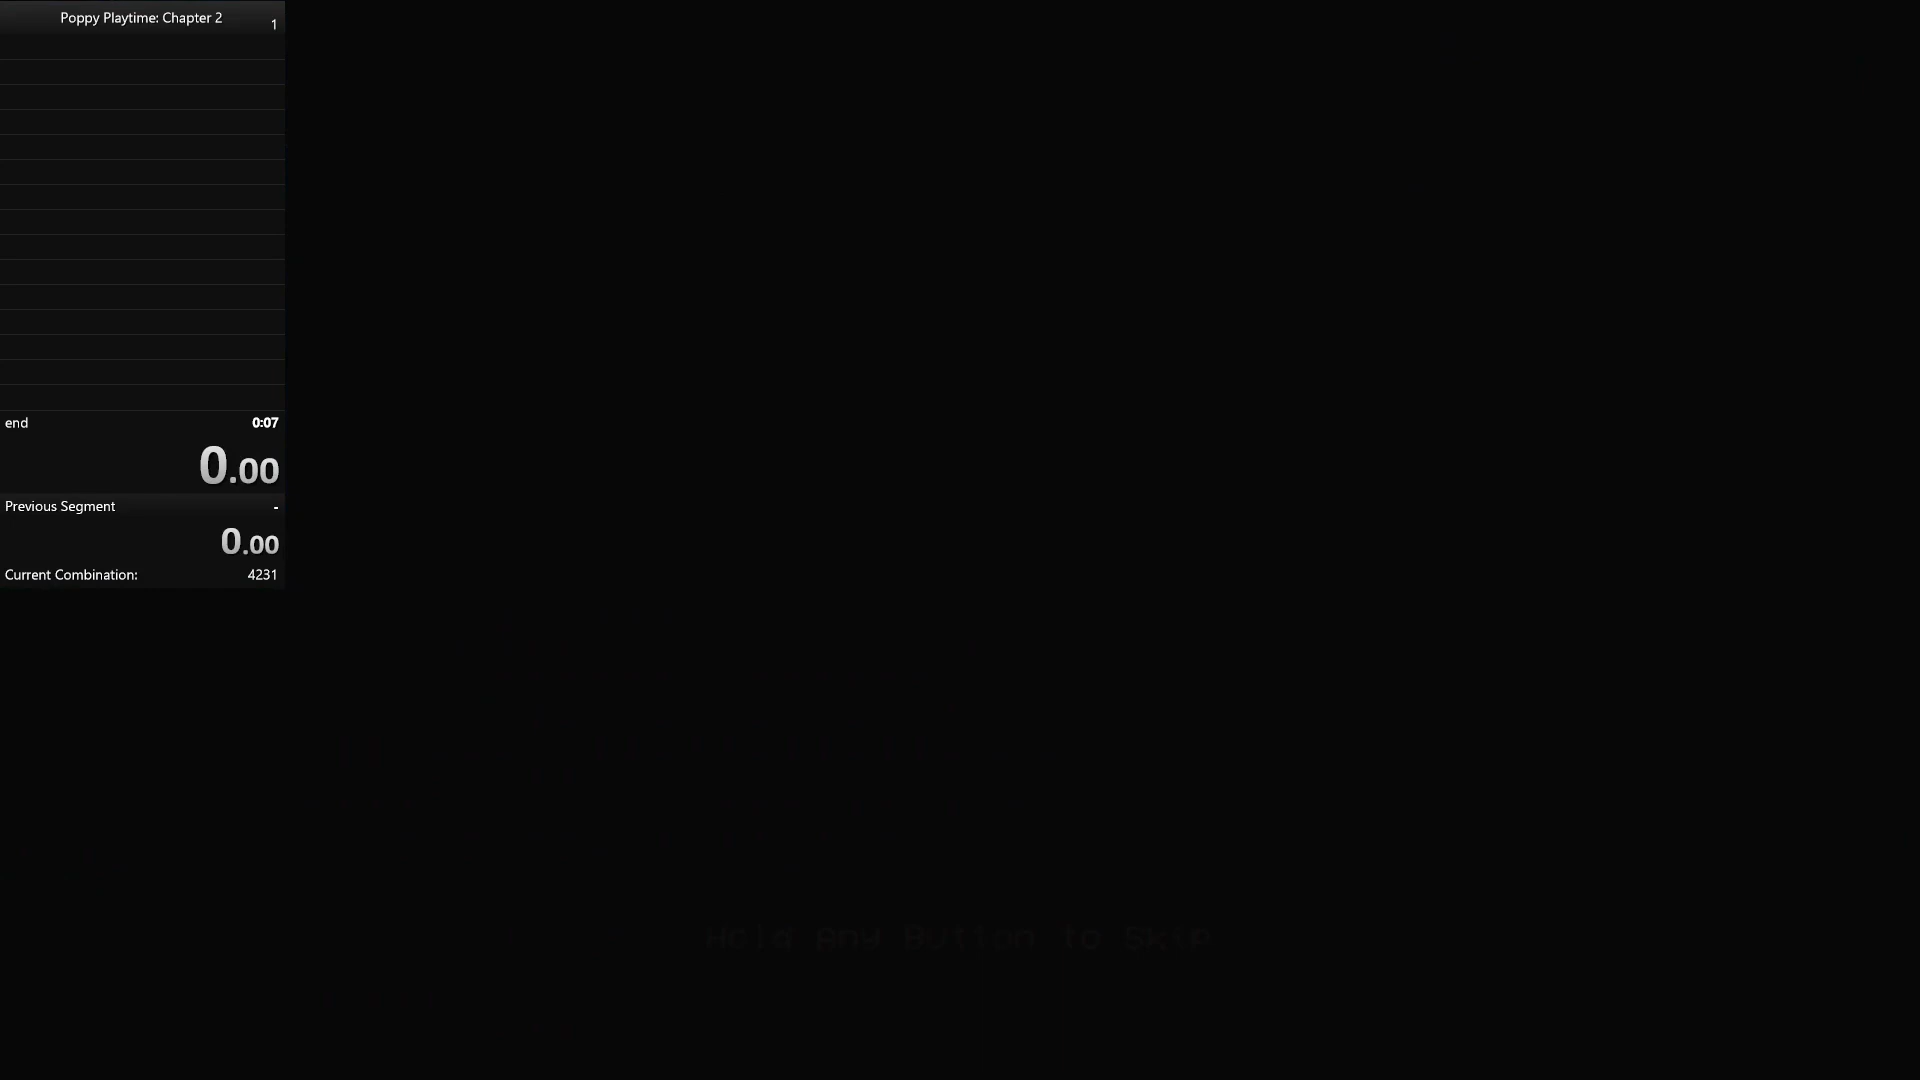 Poppy Playtime: Chapter 2
1
end 0:07
0.00
Previous Segment -
0.00
Current Combination: 4231
Hold Any Button to Skip